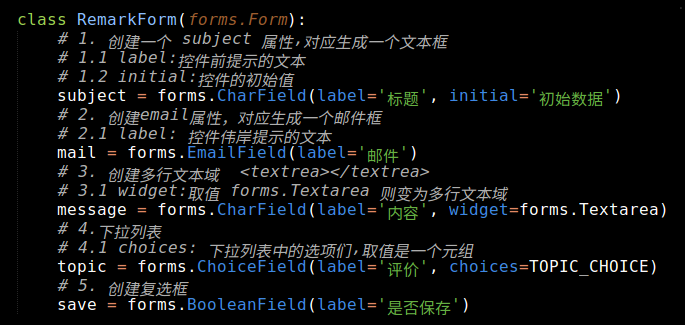 class RemarkForm(forms.Form):
# 1. 创建一个 subject 属性,对应生成一个文本框
# 1.1 label:控件前提示的文本
# 1.2 initial:控件的初始值
subject = forms.CharField(label='标题', initial='初始数据')
# 2. 创建email属性，对应生成一个邮件框
# 2.1 label: 控件伟岸提示的文本
mail = forms.EmailField(label='邮件')
# 3. 创建多行文本域 <textrea></textrea>
# 3.1 widget:取值 forms.Textarea 则变为多行文本域
message = forms.CharField(label='内容', widget=forms.Textarea)
# 4.下拉列表
# 4.1 choices: 下拉列表中的选项们,取值是一个元组
topic = forms.ChoiceField(label='评价', choices=TOPIC_CHOICE)
# 5. 创建复选框
save = forms.BooleanField(label='是否保存')